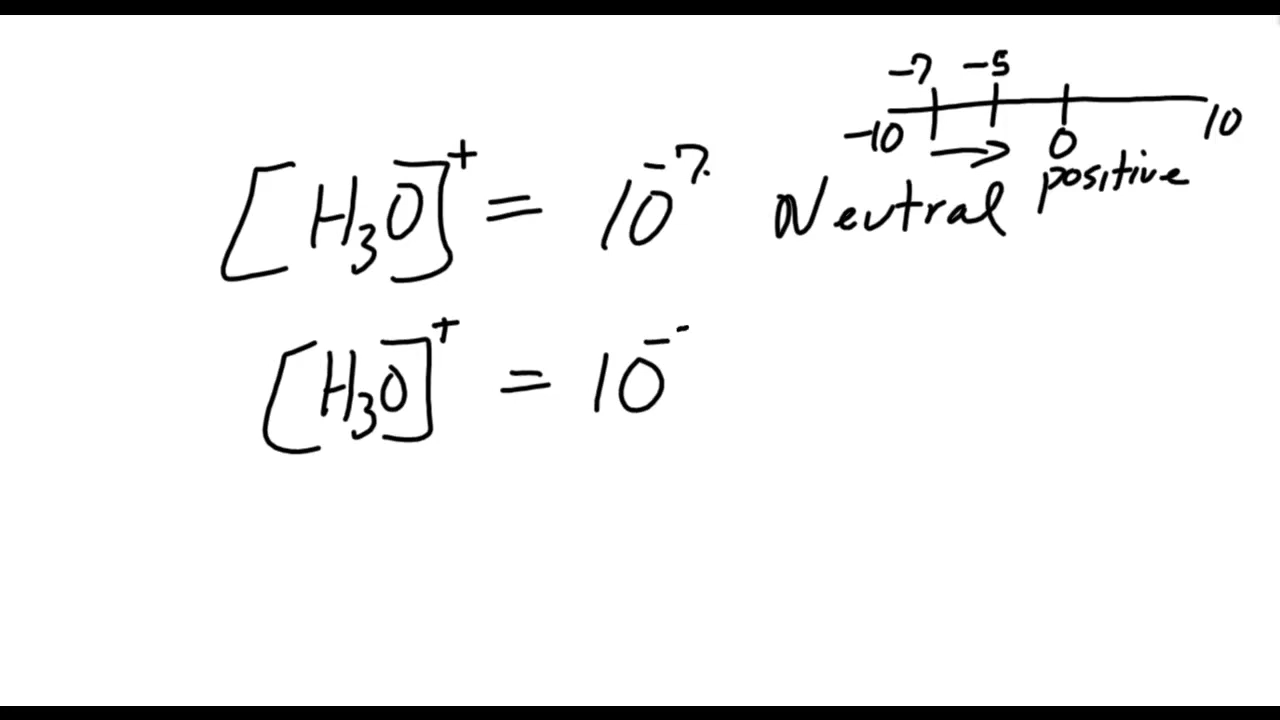 -7 -5
-10 0 10
positive
[H₃O]⁺ = 10⁻⁷ Neutral
[H₃O]⁺ = 10⁻